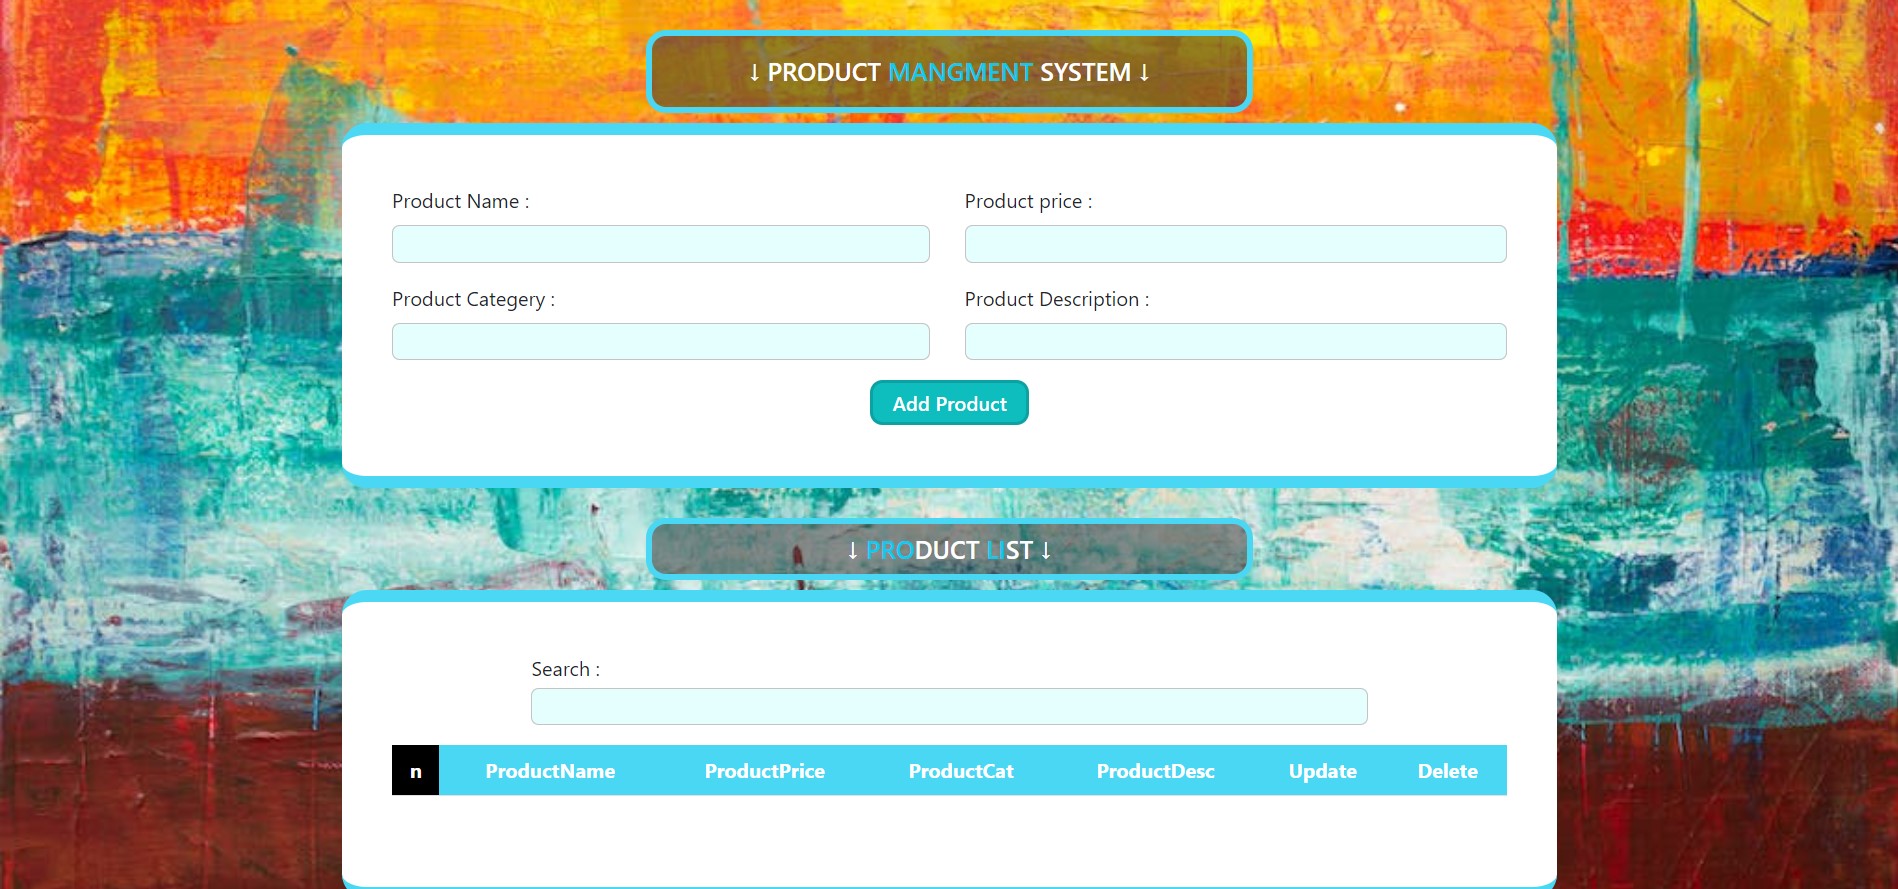 ↓ PRODUCT MANGMENT SYSTEM ↓
Product Name : Product price :
Product Categery : Product Description :
Add Product
↓ PRODUCT LIST ↓
Search :
n ProductName ProductPrice ProductCat ProductDesc Update Delete